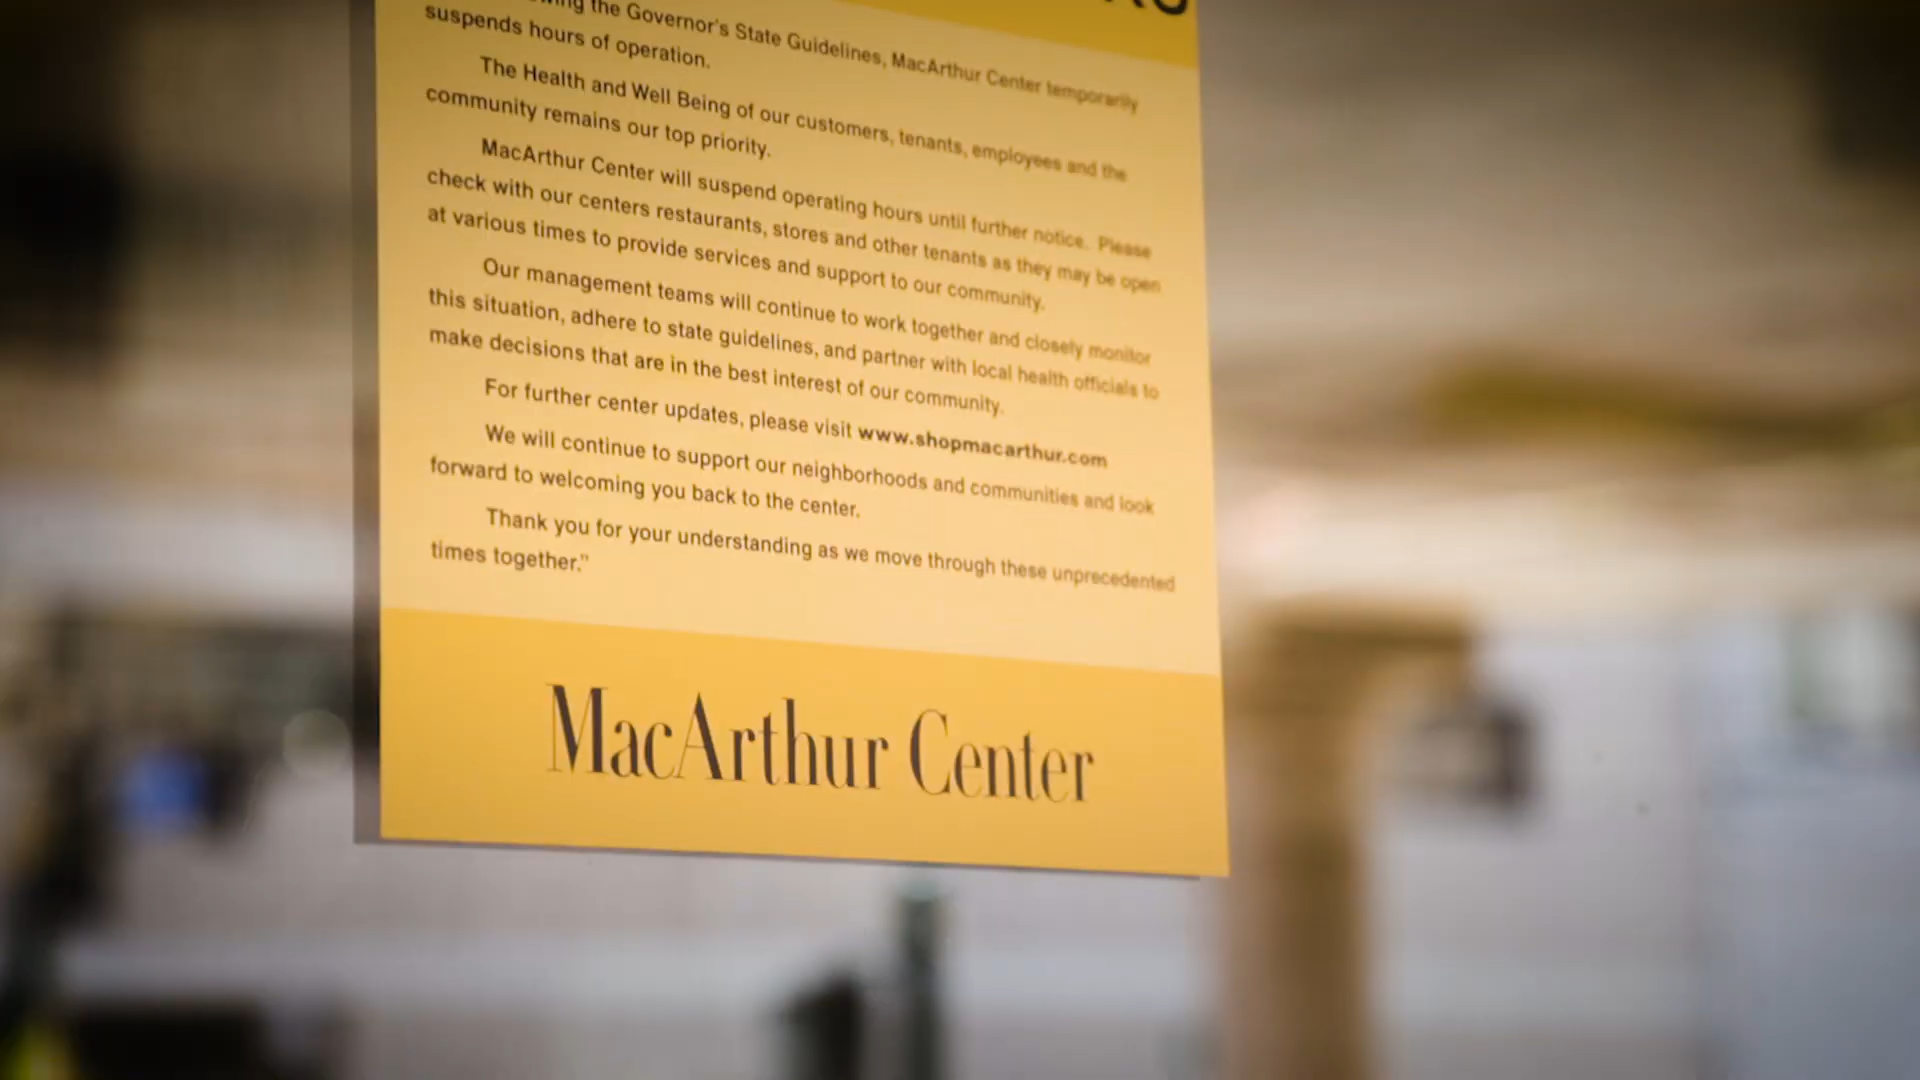 the Governor's State Guidelines, MacArthur Center temporarily
suspends hours of operation.
The Health and Well Being of our customers, tenants, employees and the
community remains our top priority.
MacArthur Center will suspend operating hours until further notice. Please
check with our centers restaurants, stores and other tenants as they may be open
at various times to provide services and support to our community.
Our management teams will continue to work together and closely monitor
this situation, adhere to state guidelines, and partner with local health officials to
make decisions that are in the best interest of our community.
For further center updates, please visit www.shopmacarthur.com
We will continue to support our neighborhoods and communities and look
forward to welcoming you back to the center.
Thank you for your understanding as we move through these unprecedented
times together."
MacArthur Center